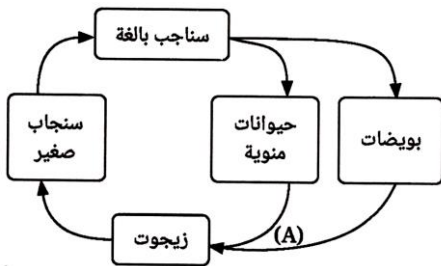 سناجب بالغة
سنجاب
صغير
حيوانات
منوية
بويضات
زيجوت
(A)